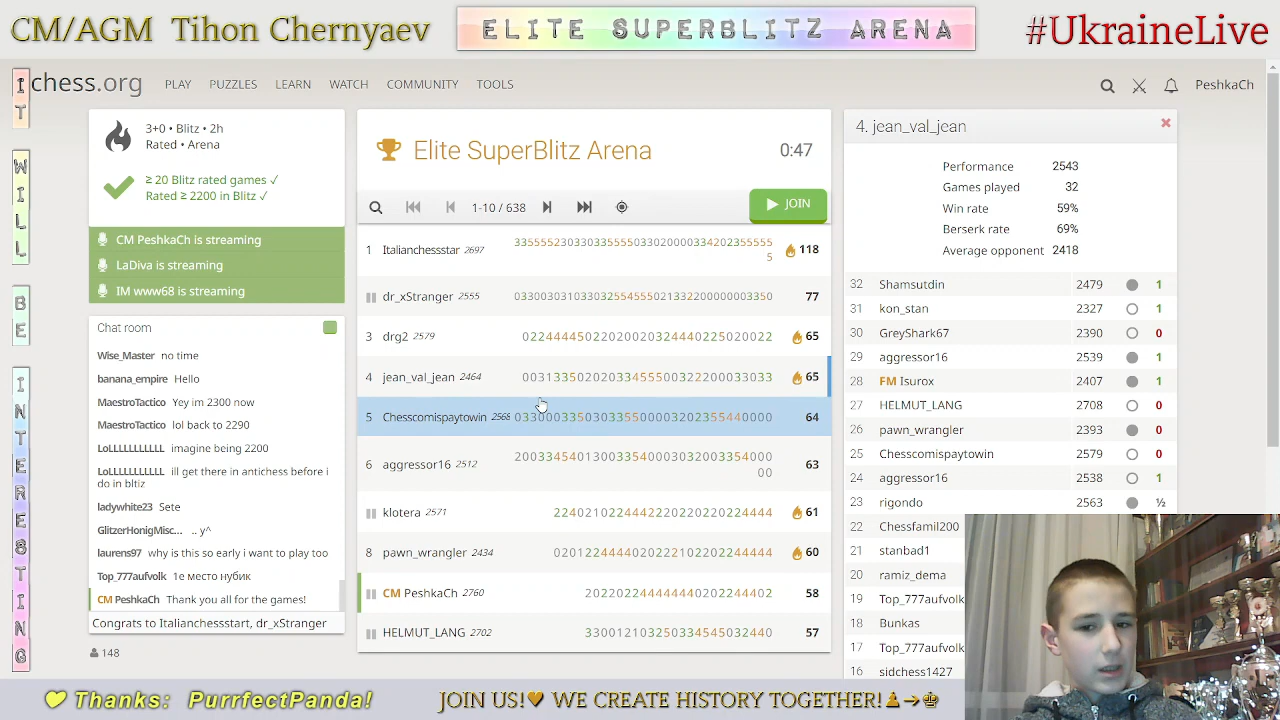 CM/AGM Tihon Chernyaev
ELITE SUPERBLITZ ARENA
#UkraineLive
IT WILL BE INTERESTING
chess.org
PLAY
PUZZLES
LEARN
WATCH
COMMUNITY
TOOLS
PeshkaCh
3+0 • Blitz • 2h
Rated • Arena
≥ 20 Blitz rated games ✓
Rated ≥ 2200 in Blitz ✓
CM PeshkaCh is streaming
LaDiva is streaming
IM www68 is streaming
Chat room
Wise_Master no time
banana_empire Hello
MaestroTactico Yey im 2300 now
MaestroTactico lol back to 2290
LoLLLLLLLLL imagine being 2200
LoLLLLLLLLL ill get there in antichess before i
do in bltiz
ladywhite23 Sete
GlitzerHonigMisc... .. y^
laurens97 why is this so early i want to play too
Top_777aufvolk 1е место нубик
CM PeshkaCh Thank you all for the games!
Congrats to Italianchessstart, dr_xStranger
148
Elite SuperBlitz Arena
0:47
1-10 / 638
JOIN
1 Italianchessstar 2697 118
dr_xStranger 2555 77
3 drg2 2579 65
4 jean_val_jean 2464 65
5 Chesscomispaytowin 2568 64
6 aggressor16 2512 63
klotera 2571 61
8 pawn_wrangler 2434 60
CM PeshkaCh 2760 58
HELMUT_LANG 2702 57
4. jean_val_jean
Performance 2543
Games played 32
Win rate 59%
Berserk rate 69%
Average opponent 2418
32 Shamsutdin 2479 1
31 kon_stan 2327 1
30 GreyShark67 2390 0
29 aggressor16 2539 1
28 FM Isurox 2407 1
27 HELMUT_LANG 2708 0
26 pawn_wrangler 2393 0
25 Chesscomispaytowin 2579 0
24 aggressor16 2538 1
23 rigondo 2563 ½
22 Chessfamil200
21 stanbad1
20 ramiz_dema
19 Top_777aufvolk
18 Bunkas
17 Top_777aufvolk
16 sidchess1427
Thanks: PurrfectPanda!
JOIN US! WE CREATE HISTORY TOGETHER!